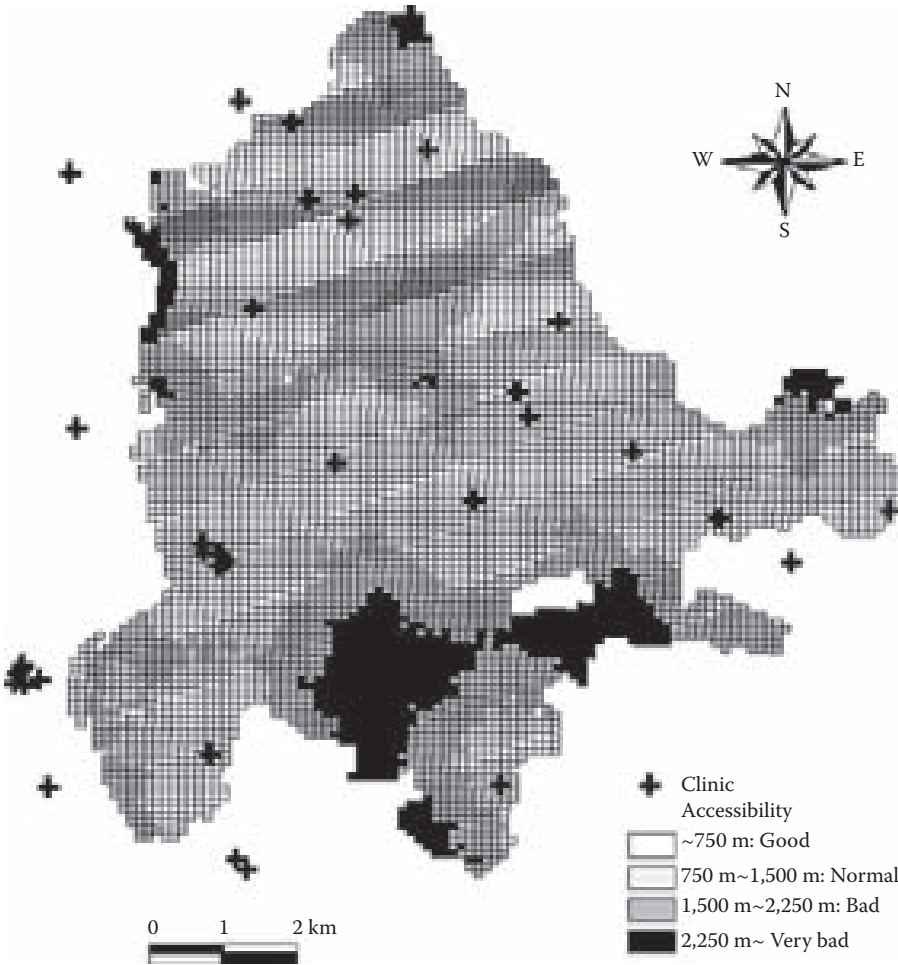 N
W E
S
Clinic
Accessibility
~750 m: Good
750 m~1,500 m: Normal
1,500 m~2,250 m: Bad
2,250 m~ Very bad
0 1 2 km